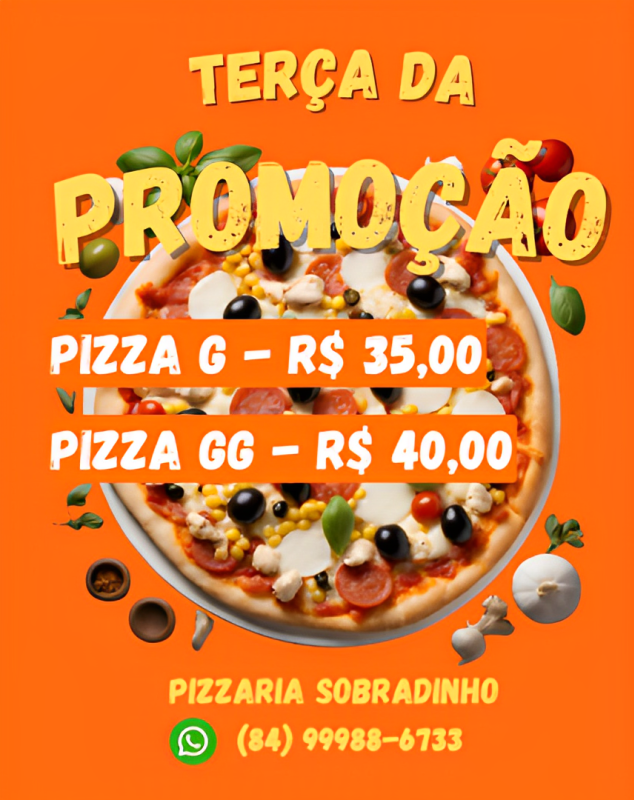 TERÇA DA
PROMOÇÃO
PIZZA G - R$ 35,00
PIZZA GG - R$ 40,00
PIZZARIA SOBRADINHO
(84) 99988-6733